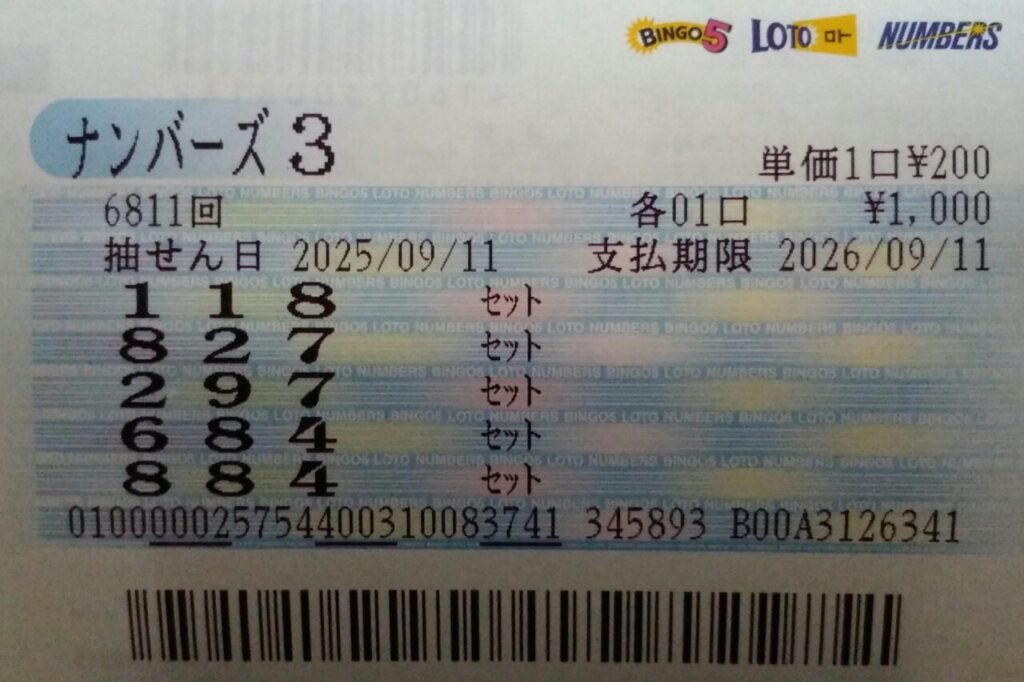 BINGO5 LOTO ロト NUMBERS
ナンバーズ 3
単価1口¥200
6811回 各01口 ¥1,000
抽せん日 2025/09/11 支払期限 2026/09/11
1 1 8 セット
8 2 7 セット
2 9 7 セット
6 8 4 セット
8 8 4 セット
010000025754400310083741 345893 B00A3126341